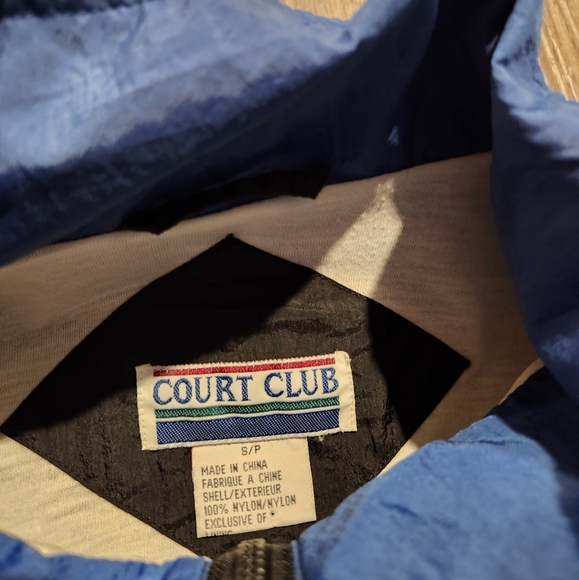 COURT CLUB
S/P
MADE IN CHINA
FABRIQUE A CHINE
SHELL/EXTERIEUR
100% NYLON/NYLON
EXCLUSIVE OF